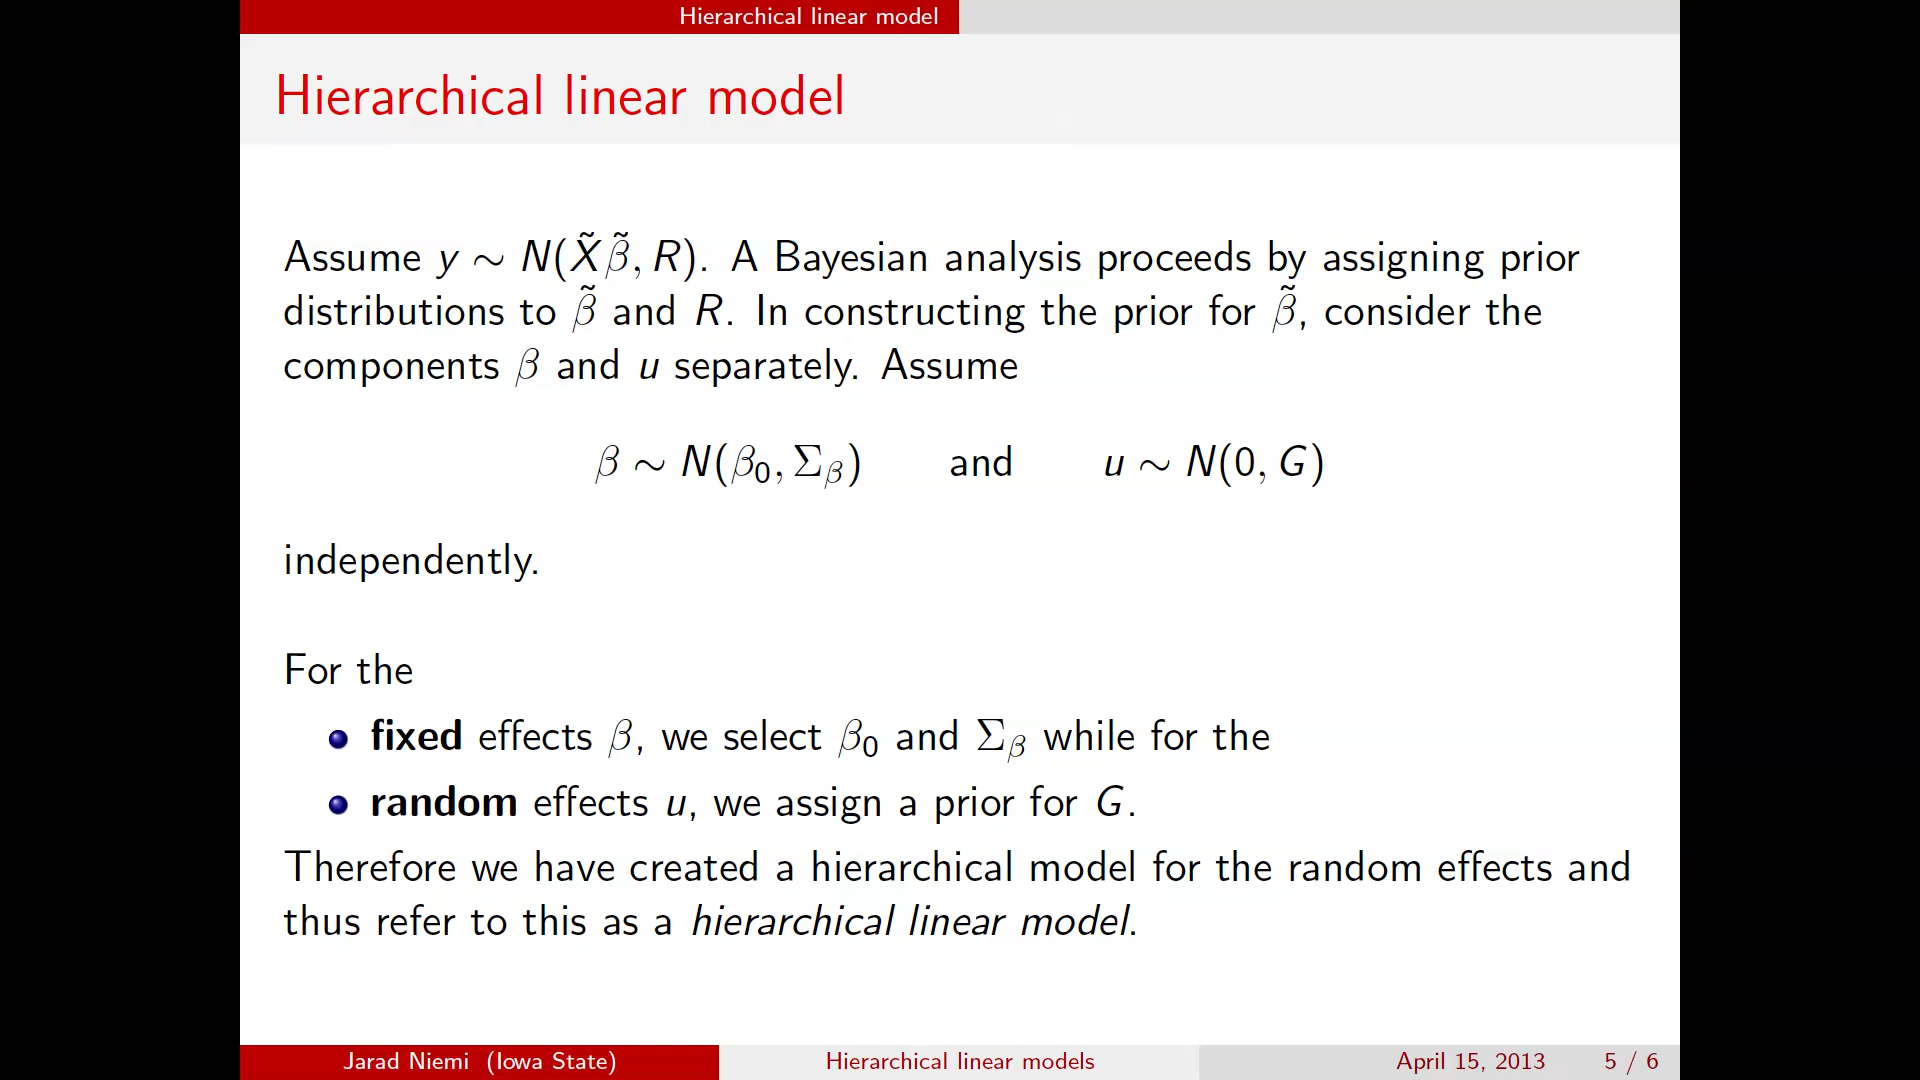 Hierarchical linear model
Hierarchical linear model
Assume y ∼ N(X̃β̃, R). A Bayesian analysis proceeds by assigning prior
distributions to β̃ and R. In constructing the prior for β̃, consider the
components β and u separately. Assume
β ∼ N(β₀, Σᵦ) and u ∼ N(0, G)
independently.
For the
• fixed effects β, we select β₀ and Σᵦ while for the
• random effects u, we assign a prior for G.
Therefore we have created a hierarchical model for the random effects and
thus refer to this as a hierarchical linear model.
Jarad Niemi (Iowa State) Hierarchical linear models April 15, 2013 5 / 6